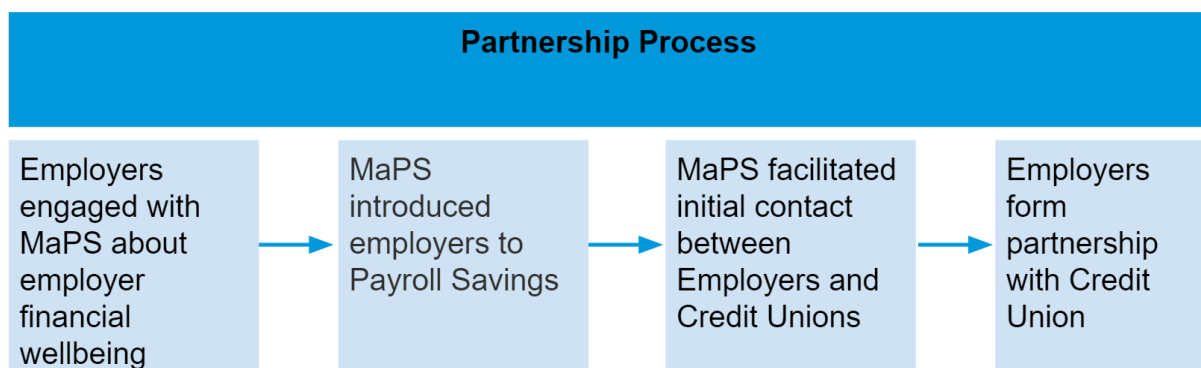 Partnership Process
Employers
engaged with
MaPS about
employer
financial
wellbeing
MaPS
introduced
employers to
Payroll Savings
MaPS facilitated
initial contact
between
Employers and
Credit Unions
Employers
form
partnership
with Credit
Union